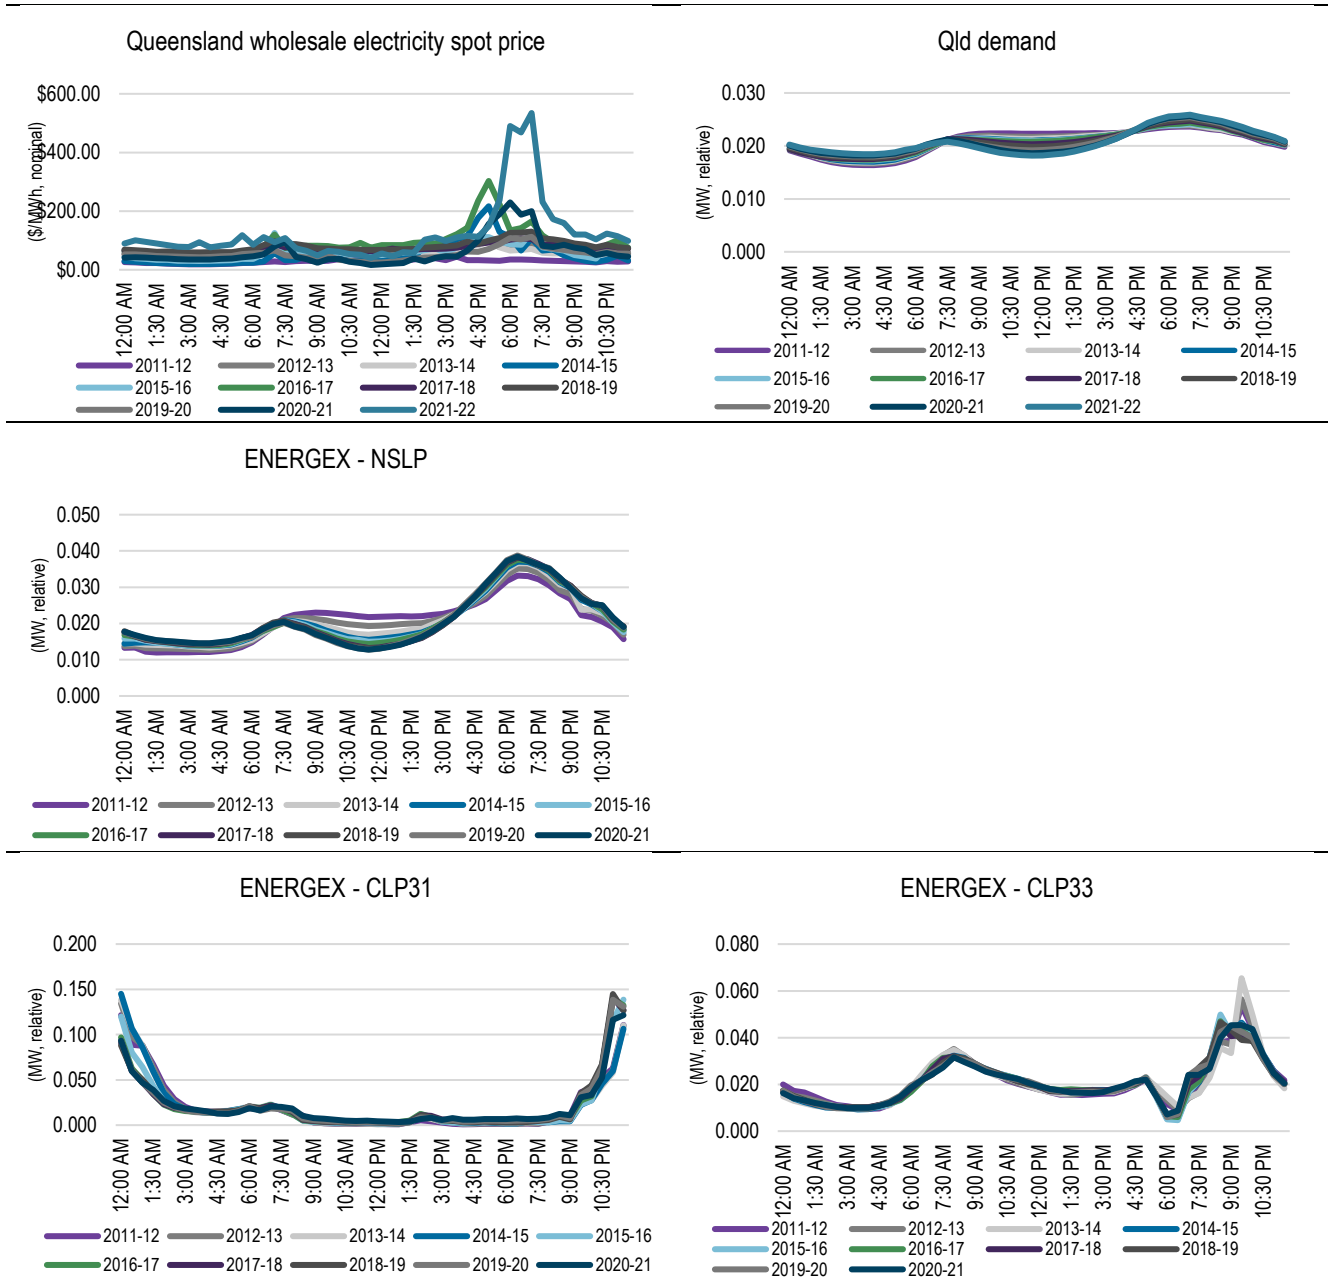 Queensland wholesale electricity spot price
($/MWh, nominal)
$600.00
$400.00
$200.00
$0.00
12:00 AM
1:30 AM
3:00 AM
4:30 AM
6:00 AM
7:30 AM
9:00 AM
10:30 AM
12:00 PM
1:30 PM
3:00 PM
4:30 PM
6:00 PM
7:30 PM
9:00 PM
10:30 PM
2011-12 2012-13 2013-14 2014-15
2015-16 2016-17 2017-18 2018-19
2019-20 2020-21 2021-22
Qld demand
(MW, relative)
0.030
0.020
0.010
0.000
12:00 AM
1:30 AM
3:00 AM
4:30 AM
6:00 AM
7:30 AM
9:00 AM
10:30 AM
12:00 PM
1:30 PM
3:00 PM
4:30 PM
6:00 PM
7:30 PM
9:00 PM
10:30 PM
2011-12 2012-13 2013-14 2014-15
2015-16 2016-17 2017-18 2018-19
2019-20 2020-21 2021-22
ENERGEX - NSLP
(MW, relative)
0.050
0.040
0.030
0.020
0.010
0.000
12:00 AM
1:30 AM
3:00 AM
4:30 AM
6:00 AM
7:30 AM
9:00 AM
10:30 AM
12:00 PM
1:30 PM
3:00 PM
4:30 PM
6:00 PM
7:30 PM
9:00 PM
10:30 PM
2011-12 2012-13 2013-14 2014-15 2015-16
2016-17 2017-18 2018-19 2019-20 2020-21
ENERGEX - CLP31
(MW, relative)
0.200
0.150
0.100
0.050
0.000
12:00 AM
1:30 AM
3:00 AM
4:30 AM
6:00 AM
7:30 AM
9:00 AM
10:30 AM
12:00 PM
1:30 PM
3:00 PM
4:30 PM
6:00 PM
7:30 PM
9:00 PM
10:30 PM
2011-12 2012-13 2013-14 2014-15 2015-16
2016-17 2017-18 2018-19 2019-20 2020-21
ENERGEX - CLP33
(MW, relative)
0.080
0.060
0.040
0.020
0.000
12:00 AM
1:30 AM
3:00 AM
4:30 AM
6:00 AM
7:30 AM
9:00 AM
10:30 AM
12:00 PM
1:30 PM
3:00 PM
4:30 PM
6:00 PM
7:30 PM
9:00 PM
10:30 PM
2011-12 2012-13 2013-14 2014-15
2015-16 2016-17 2017-18 2018-19
2019-20 2020-21